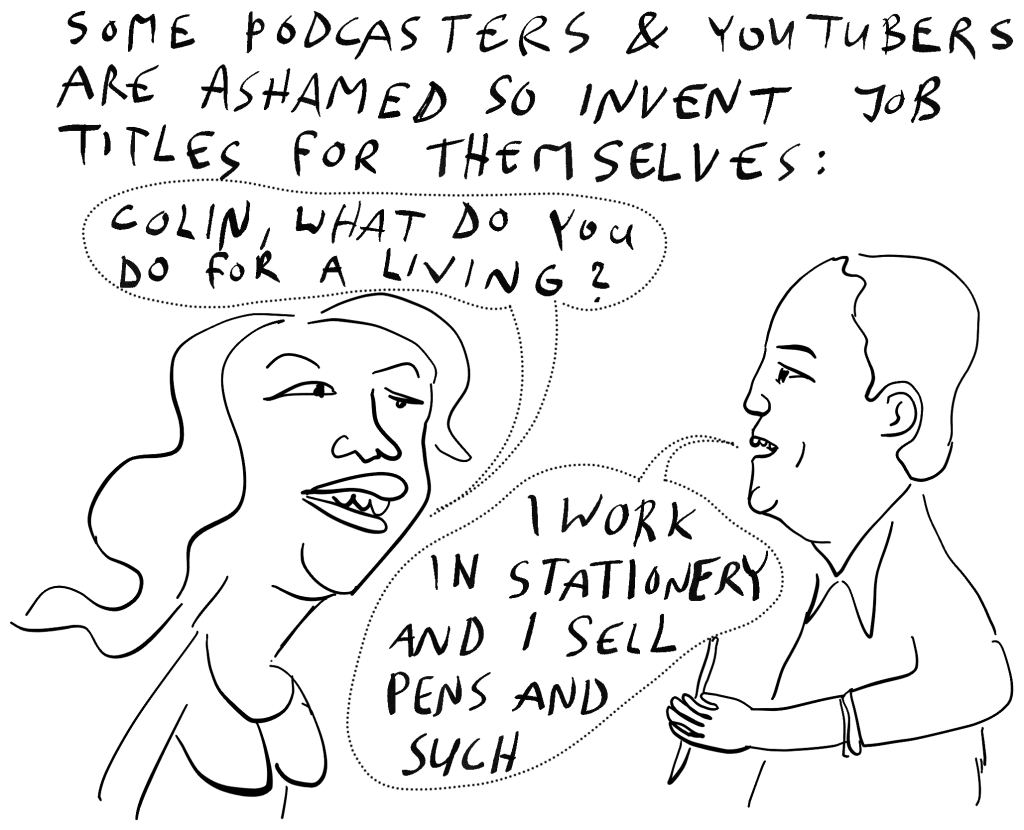 SOME PODCASTERS & YOUTUBERS
ARE ASHAMED SO INVENT JOB
TITLES FOR THEMSELVES:
COLIN, WHAT DO YOU
DO FOR A LIVING?
I WORK
IN STATIONERY
AND I SELL
PENS AND
SUCH